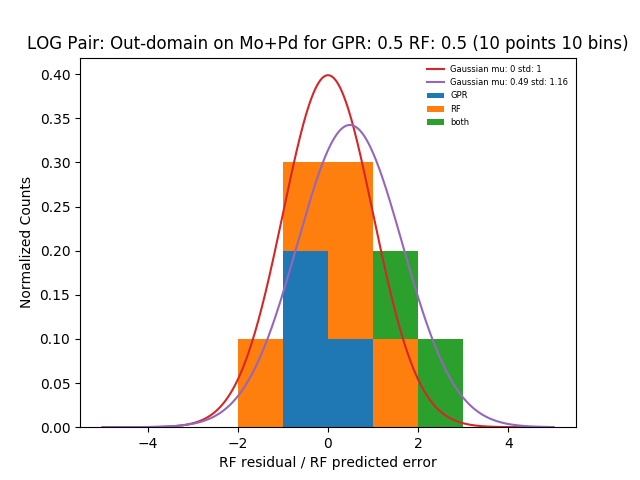 LOG Pair: Out-domain on Mo+Pd for GPR: 0.5 RF: 0.5 (10 points 10 bins)
Gaussian mu: 0 std: 1
Gaussian mu: 0.49 std: 1.16
GPR
RF
both
Normalized Counts
0.40
0.35
0.30
0.25
0.20
0.15
0.10
0.05
0.00
−4 −2 0 2 4
RF residual / RF predicted error